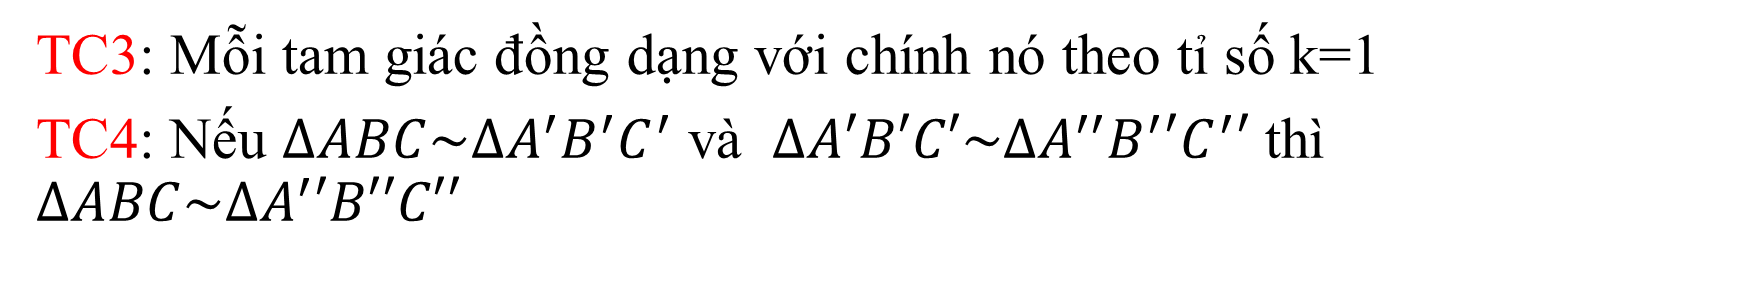 TC3: Mỗi tam giác đồng dạng với chính nó theo tỉ số k=1
TC4: Nếu ΔABC~ΔA′B′C′ và ΔA′B′C′~ΔA′′B′′C′′ thì
ΔABC~ΔA′′B′′C′′